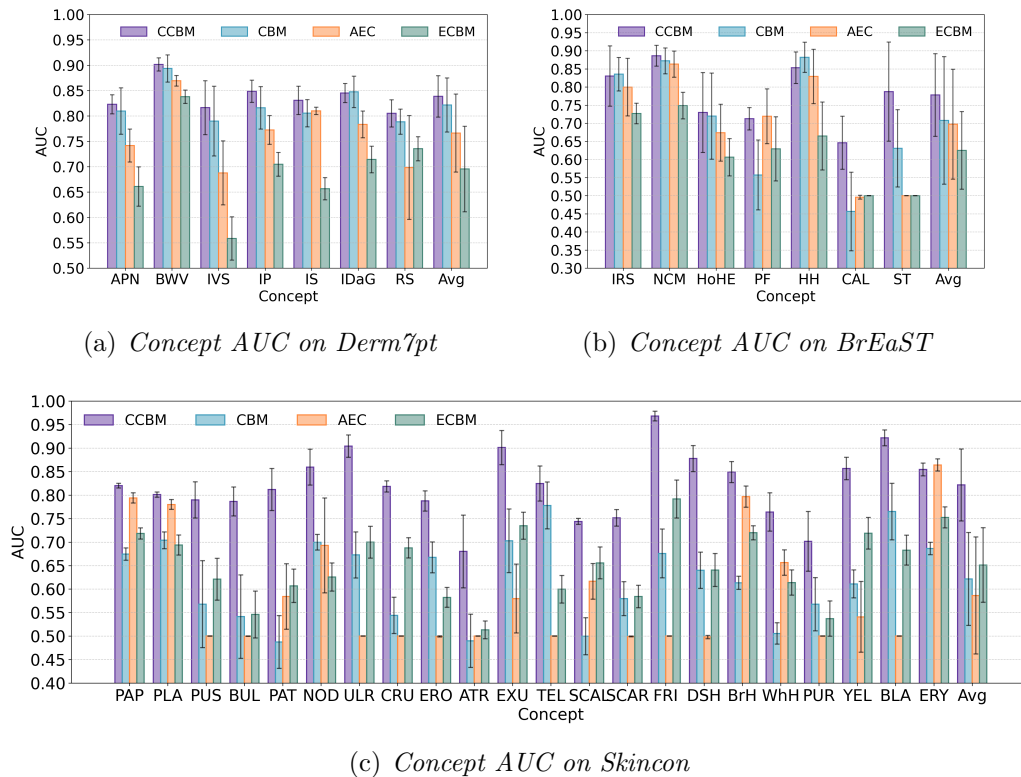 1.00
0.95
0.90
0.85
0.80
0.75
0.70
0.65
0.60
0.55
0.50
AUC
CCBM CBM AEC ECBM
APN BWV IVS IP IS IDaG RS Avg
Concept
(a) Concept AUC on Derm7pt
1.00
0.95
0.90
0.85
0.80
0.75
0.70
0.65
0.60
0.55
0.50
0.45
0.40
0.35
0.30
AUC
CCBM CBM AEC ECBM
IRS NCM HoHE PF HH CAL ST Avg
Concept
(b) Concept AUC on BrEaST
1.00
0.95
0.90
0.85
0.80
0.75
0.70
0.65
0.60
0.55
0.50
0.45
0.40
AUC
CCBM CBM AEC ECBM
PAP PLA PUS BUL PAT NOD ULR CRU ERO ATR EXU TEL SCALSCAR FRI DSH BrH WhH PUR YEL BLA ERY Avg
Concept
(c) Concept AUC on Skincon